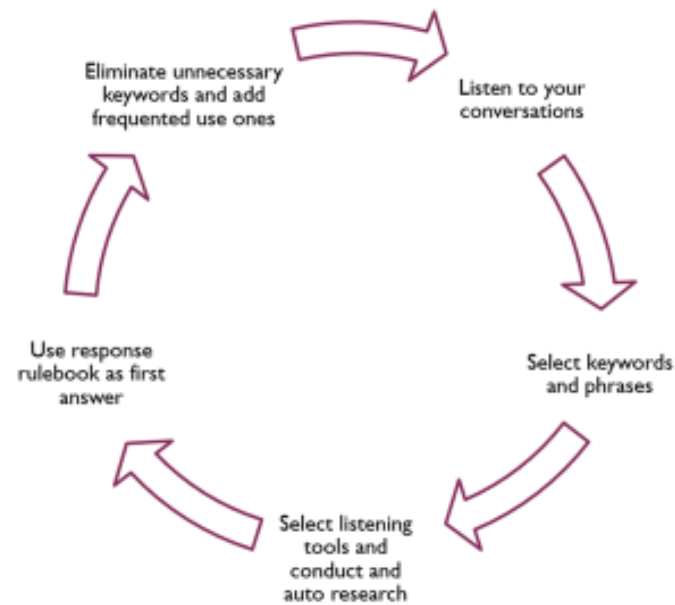 Eliminate unnecessary
keywords and add
frequented use ones
Listen to your
conversations
Select keywords
and phrases
Select listening
tools and
conduct and
auto research
Use response
rulebook as first
answer